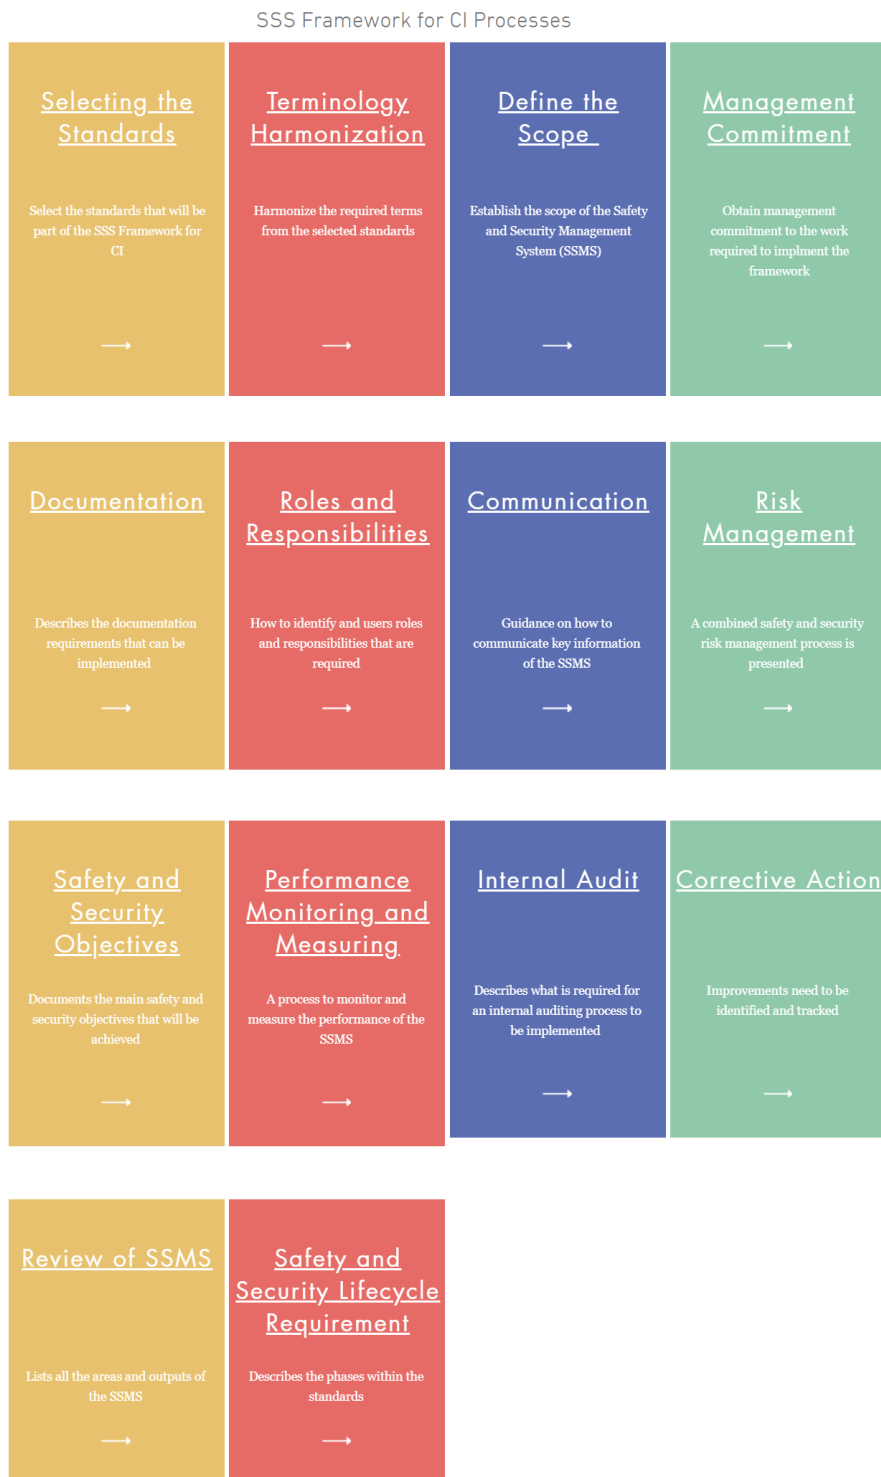 SSS Framework for CI Processes
Selecting the
Standards
Select the standards that will be
part of the SSS Framework for
CI
Terminology
Harmonization
Harmonize the required terms
from the selected standards
Define the
Scope
Establish the scope of the Safety
and Security Management
System (SSMS)
Management
Commitment
Obtain management
commitment to the work
required to implment the
framework
Documentation
Describes the documentation
requirements that can be
implemented
Roles and
Responsibilities
How to identify and users roles
and responsibilities that are
required
Communication
Guidance on how to
communicate key information
of the SSMS
Risk
Management
A combined safety and security
risk management process is
presented
Safety and
Security
Objectives
Documents the main safety and
security objectives that will be
achieved
Performance
Monitoring and
Measuring
A process to monitor and
measure the performance of the
SSMS
Internal Audit
Describes what is required for
an internal auditing process to
be implemented
Corrective Action
Improvements need to be
identified and tracked
Review of SSMS
Lists all the areas and outputs of
the SSMS
Safety and
Security Lifecycle
Requirement
Describes the phases within the
standards